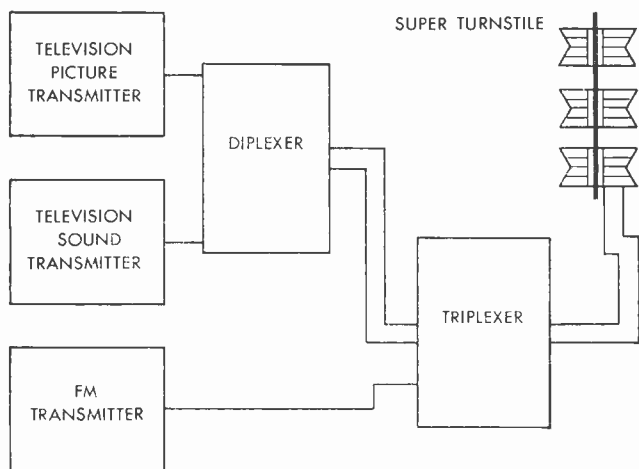 TELEVISION
PICTURE
TRANSMITTER
DIPLEXER
SUPER TURNSTILE
TELEVISION
SOUND
TRANSMITTER
TRIPLEXER
FM
TRANSMITTER